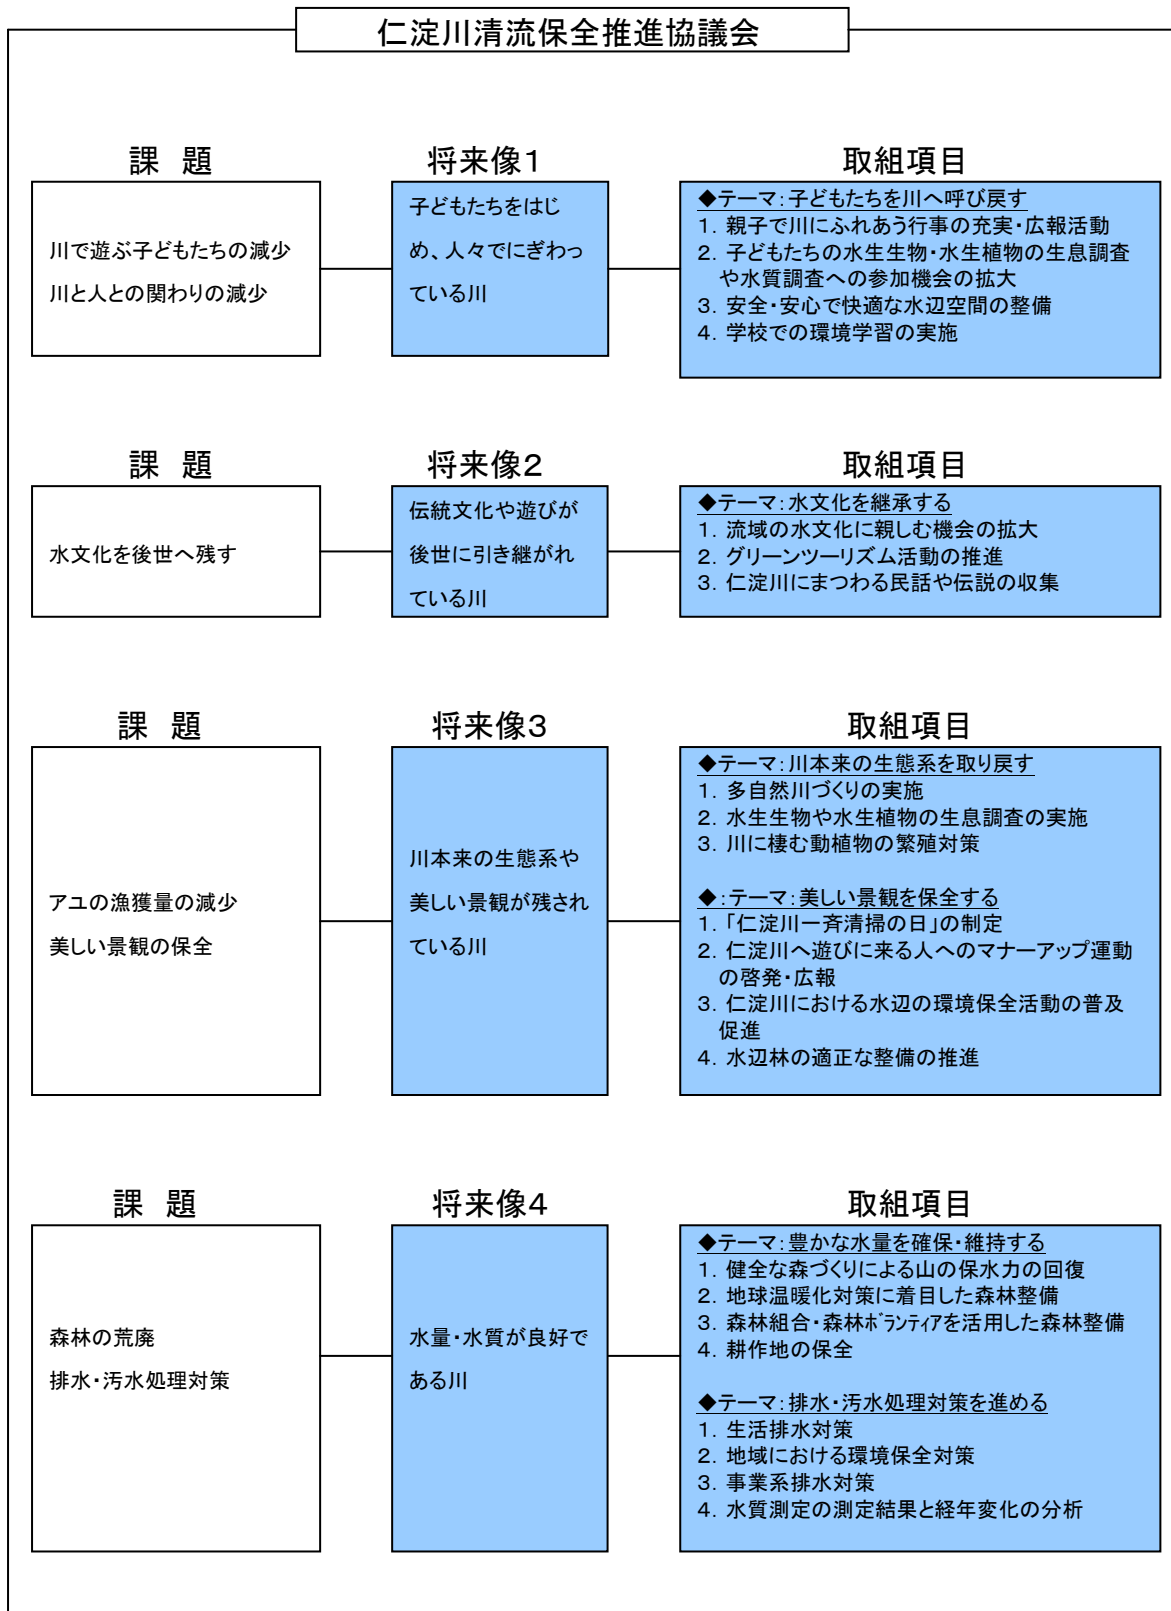 仁淀川清流保全推進協議会
課 題
将来像1
取組項目
川で遊ぶ子どもたちの減少
川と人との関わりの減少
子どもたちをはじ
め、人々でにぎわっ
ている川
◆テーマ：子どもたちを川へ呼び戻す
1. 親子で川にふれあう行事の充実・広報活動
2. 子どもたちの水生生物・水生植物の生息調査
や水質調査への参加機会の拡大
3. 安全・安心で快適な水辺空間の整備
4. 学校での環境学習の実施
課 題
将来像2
取組項目
水文化を後世へ残す
伝統文化や遊びが
後世に引き継がれ
ている川
◆テーマ：水文化を継承する
1. 流域の水文化に親しむ機会の拡大
2. グリーンツーリズム活動の推進
3. 仁淀川にまつわる民話や伝説の収集
課 題
将来像3
取組項目
アユの漁獲量の減少
美しい景観の保全
川本来の生態系や
美しい景観が残され
ている川
◆テーマ：川本来の生態系を取り戻す
1. 多自然川づくりの実施
2. 水生生物や水生植物の生息調査の実施
3. 川に棲む動植物の繁殖対策
◆：テーマ：美しい景観を保全する
1. 「仁淀川一斉清掃の日」の制定
2. 仁淀川へ遊びに来る人へのマナーアップ運動
の啓発・広報
3. 仁淀川における水辺の環境保全活動の普及
促進
4. 水辺林の適正な整備の推進
課 題
将来像4
取組項目
森林の荒廃
排水・汚水処理対策
水量・水質が良好で
ある川
◆テーマ：豊かな水量を確保・維持する
1. 健全な森づくりによる山の保水力の回復
2. 地球温暖化対策に着目した森林整備
3. 森林組合・森林ﾎﾞﾗﾝﾃｨｱを活用した森林整備
4. 耕作地の保全
◆テーマ：排水・汚水処理対策を進める
1. 生活排水対策
2. 地域における環境保全対策
3. 事業系排水対策
4. 水質測定の測定結果と経年変化の分析